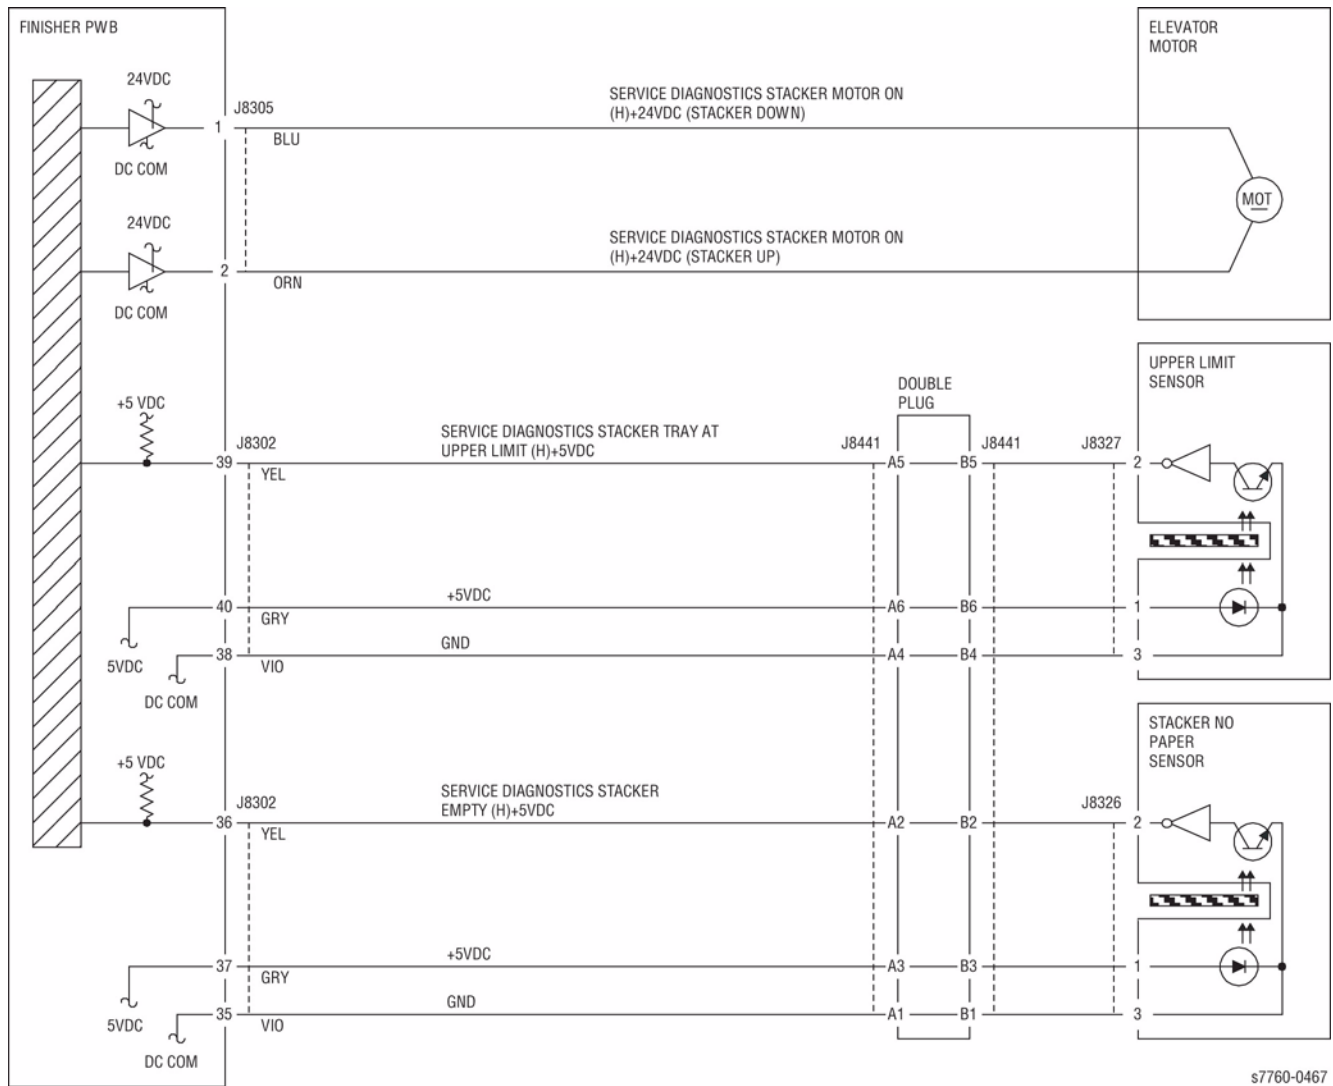 FINISHER PWB
ELEVATOR
MOTOR
24VDC
J8305
SERVICE DIAGNOSTICS STACKER MOTOR ON
(H)+24VDC (STACKER DOWN)
1
BLU
DC COM
MOT
24VDC
SERVICE DIAGNOSTICS STACKER MOTOR ON
(H)+24VDC (STACKER UP)
2
ORN
DC COM
UPPER LIMIT
SENSOR
DOUBLE
PLUG
+5 VDC
J8302
SERVICE DIAGNOSTICS STACKER TRAY AT
UPPER LIMIT (H)+5VDC
J8441
J8441
J8327
39
YEL
A5
B5
2
+5VDC
40
GRY
A6
B6
1
5VDC
GND
38
VIO
A4
B4
3
DC COM
STACKER NO
PAPER
SENSOR
+5 VDC
J8302
SERVICE DIAGNOSTICS STACKER
EMPTY (H)+5VDC
J8326
36
YEL
A2
B2
2
+5VDC
37
GRY
A3
B3
1
5VDC
GND
35
VIO
A1
B1
3
DC COM
s7760-0467